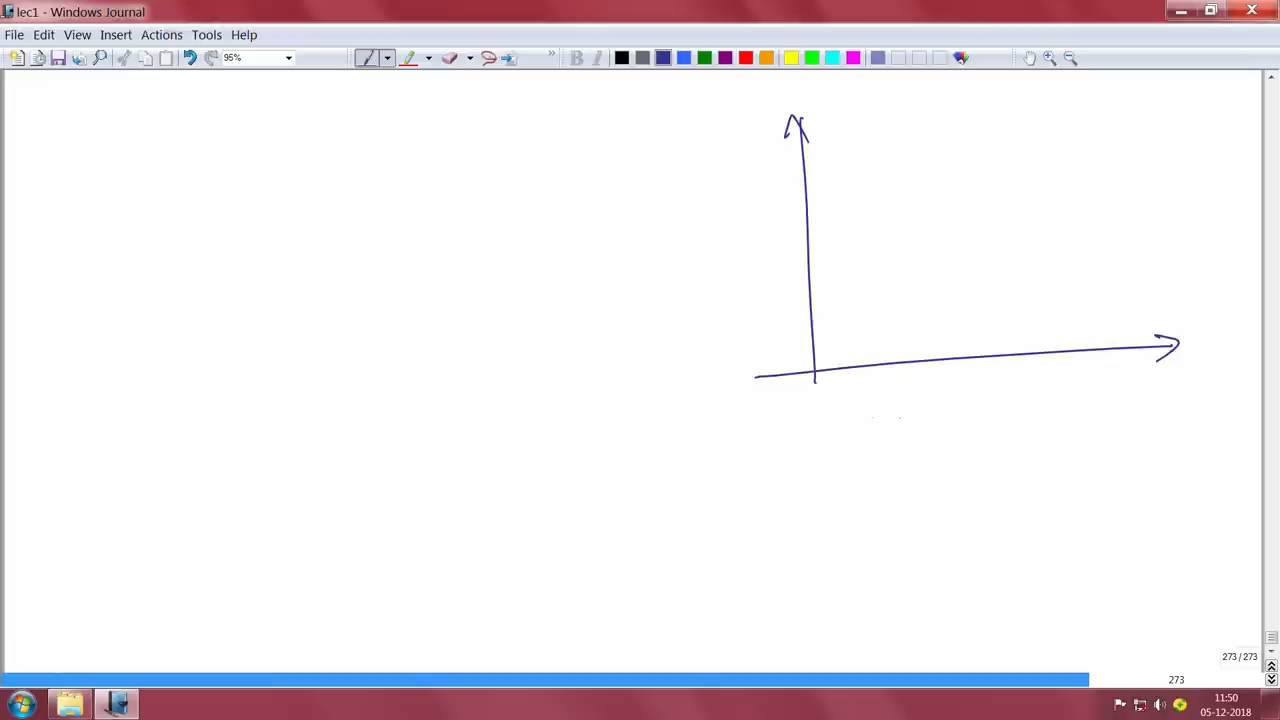 lec1 - Windows Journal
File Edit View Insert Actions Tools Help
95%
B I
273 / 273
273
11:50
05-12-2018